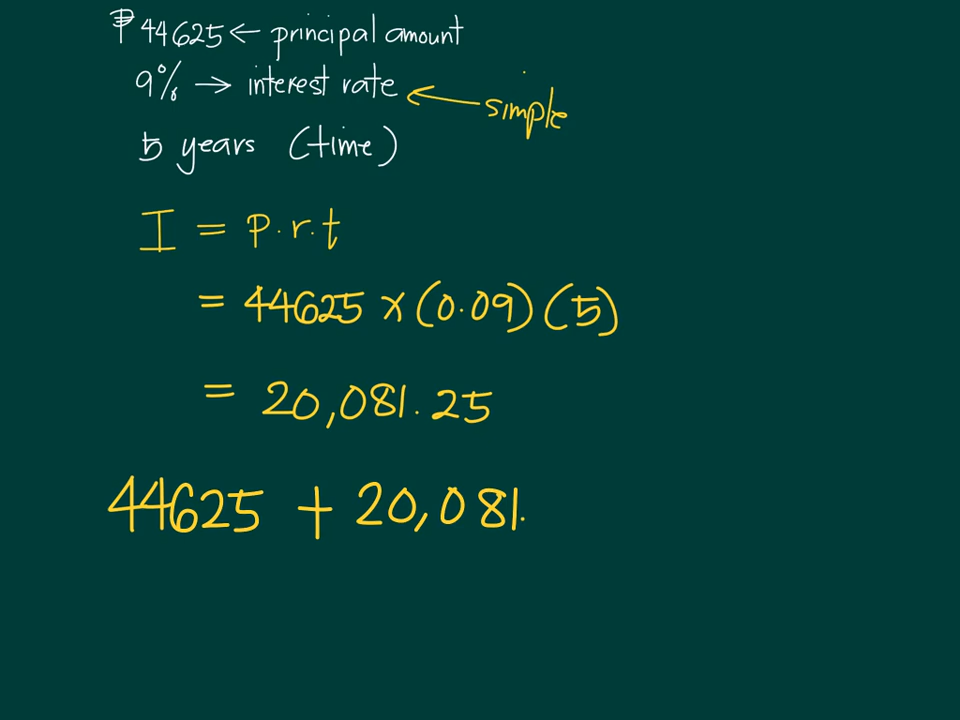 ₱44625 ← principal amount
9% → interest rate ← simple
5 years (time)
I = P.r.t
= 44625 x (0.09) (5)
= 20,081.25
44625 + 20,081.